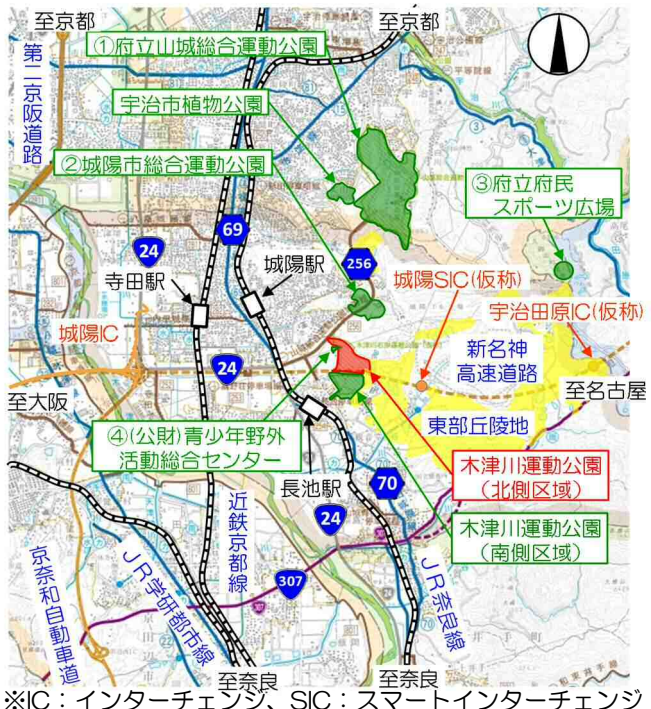 至京都
至京都
①府立山城総合運動公園
第二京阪道路
宇治市植物公園
②城陽市総合運動公園
③府立府民
スポーツ広場
69
24
256
寺田駅
城陽駅
城陽SIC(仮称)
宇治田原IC(仮称)
城陽IC
新名神
高速道路
24
至大阪
至名古屋
東部丘陵地
④(公財)青少年野外
活動総合センター
木津川運動公園
(北側区域)
長池駅
70
木津川運動公園
(南側区域)
24
近鉄京都線
京奈和自動車道
JR学研都市線
307
JR奈良線
至奈良
至奈良
※IC:インターチェンジ、SIC:スマートインターチェンジ